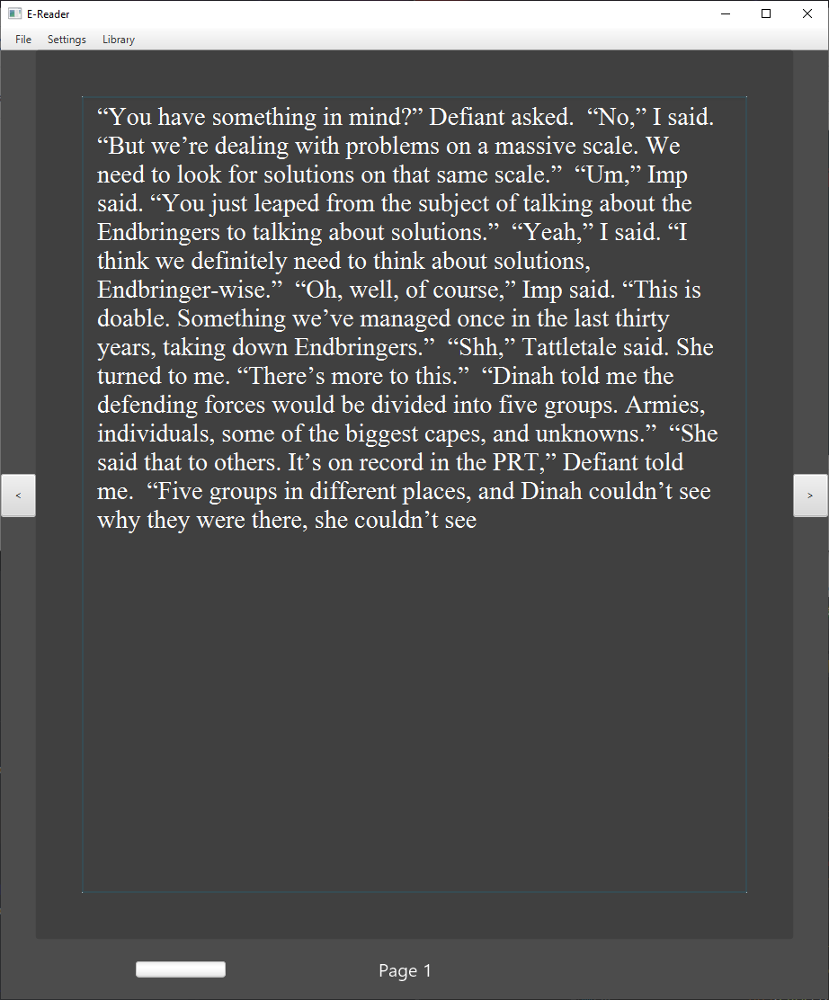 E-Reader
File Settings Library
“You have something in mind?” Defiant asked.  “No,” I said.
“But we’re dealing with problems on a massive scale. We
need to look for solutions on that same scale.”  “Um,” Imp
said. “You just leaped from the subject of talking about the
Endbringers to talking about solutions.”  “Yeah,” I said. “I
think we definitely need to think about solutions,
Endbringer-wise.”  “Oh, well, of course,” Imp said. “This is
doable. Something we’ve managed once in the last thirty
years, taking down Endbringers.”  “Shh,” Tattletale said. She
turned to me. “There’s more to this.”  “Dinah told me the
defending forces would be divided into five groups. Armies,
individuals, some of the biggest capes, and unknowns.”  “She
said that to others. It’s on record in the PRT,” Defiant told
me.  “Five groups in different places, and Dinah couldn’t see
why they were there, she couldn’t see
< >
Page 1